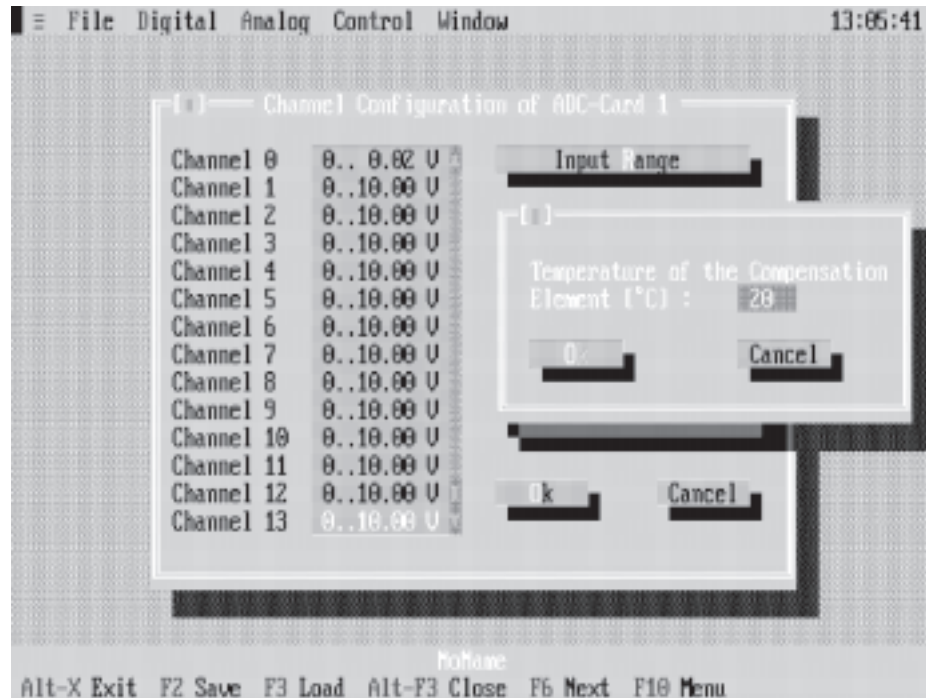 ≡ File Digital Analog Control Window 13:05:41
Channel Configuration of ADC-Card 1
Channel 0 0.. 0.02 V
Channel 1 0..10.00 V
Channel 2 0..10.00 V
Channel 3 0..10.00 V
Channel 4 0..10.00 V
Channel 5 0..10.00 V
Channel 6 0..10.00 V
Channel 7 0..10.00 V
Channel 8 0..10.00 V
Channel 9 0..10.00 V
Channel 10 0..10.00 V
Channel 11 0..10.00 V
Channel 12 0..10.00 V
Channel 13 0..10.00 V
Input Range
Temperature of the Compensation
Element [°C] : 20
Ok Cancel
Ok Cancel
NoName
Alt-X Exit F2 Save F3 Load Alt-F3 Close F6 Next F10 Menu